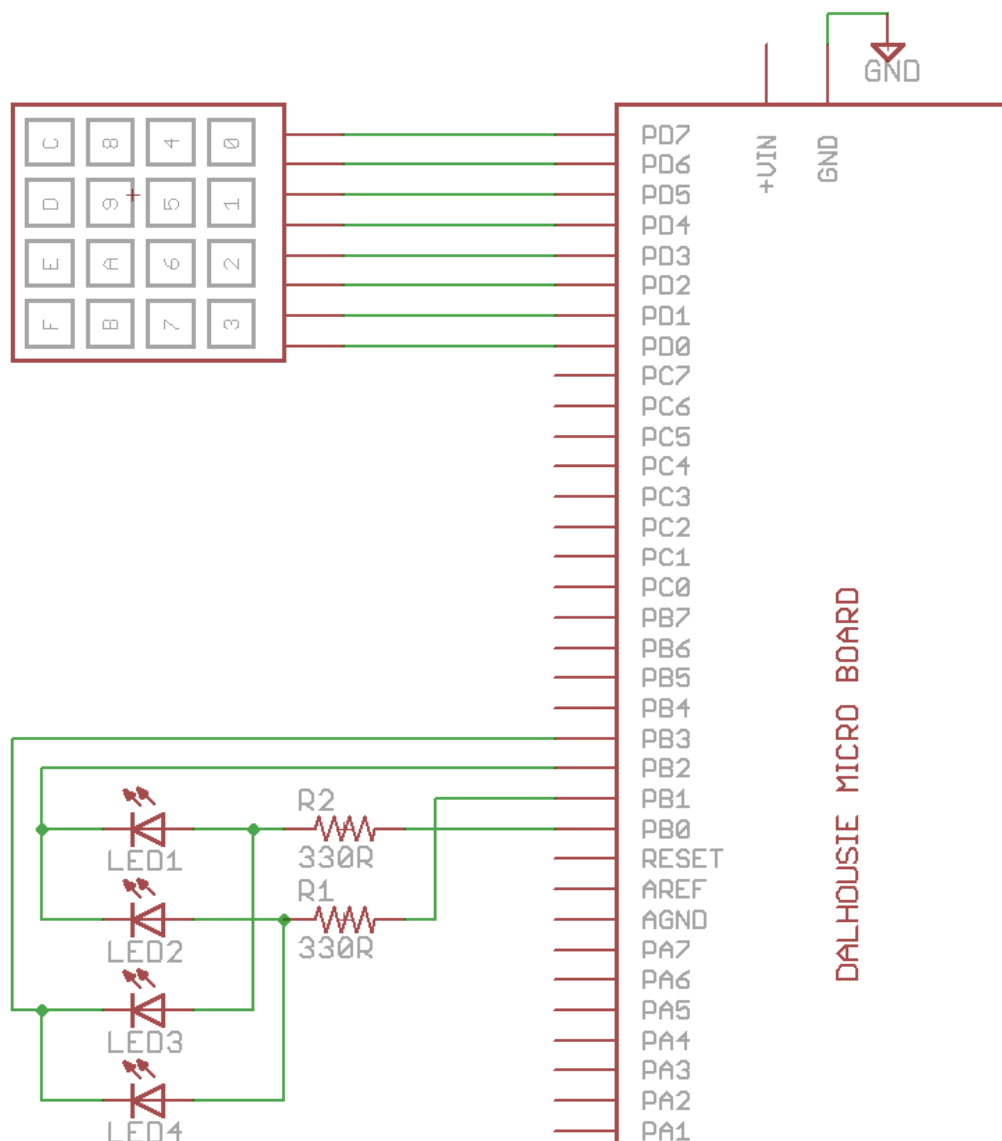 GND
+VIN
GND
C 8 4 0
D 9 5 1
E A 6 2
F B 7 3
PD7
PD6
PD5
PD4
PD3
PD2
PD1
PD0
PC7
PC6
PC5
PC4
PC3
PC2
PC1
PC0
PB7
PB6
PB5
PB4
PB3
PB2
PB1
PB0
RESET
AREF
AGND
PA7
PA6
PA5
PA4
PA3
PA2
PA1
DALHOUSIE MICRO BOARD
R2
330R
LED1
R1
330R
LED2
LED3
LED4